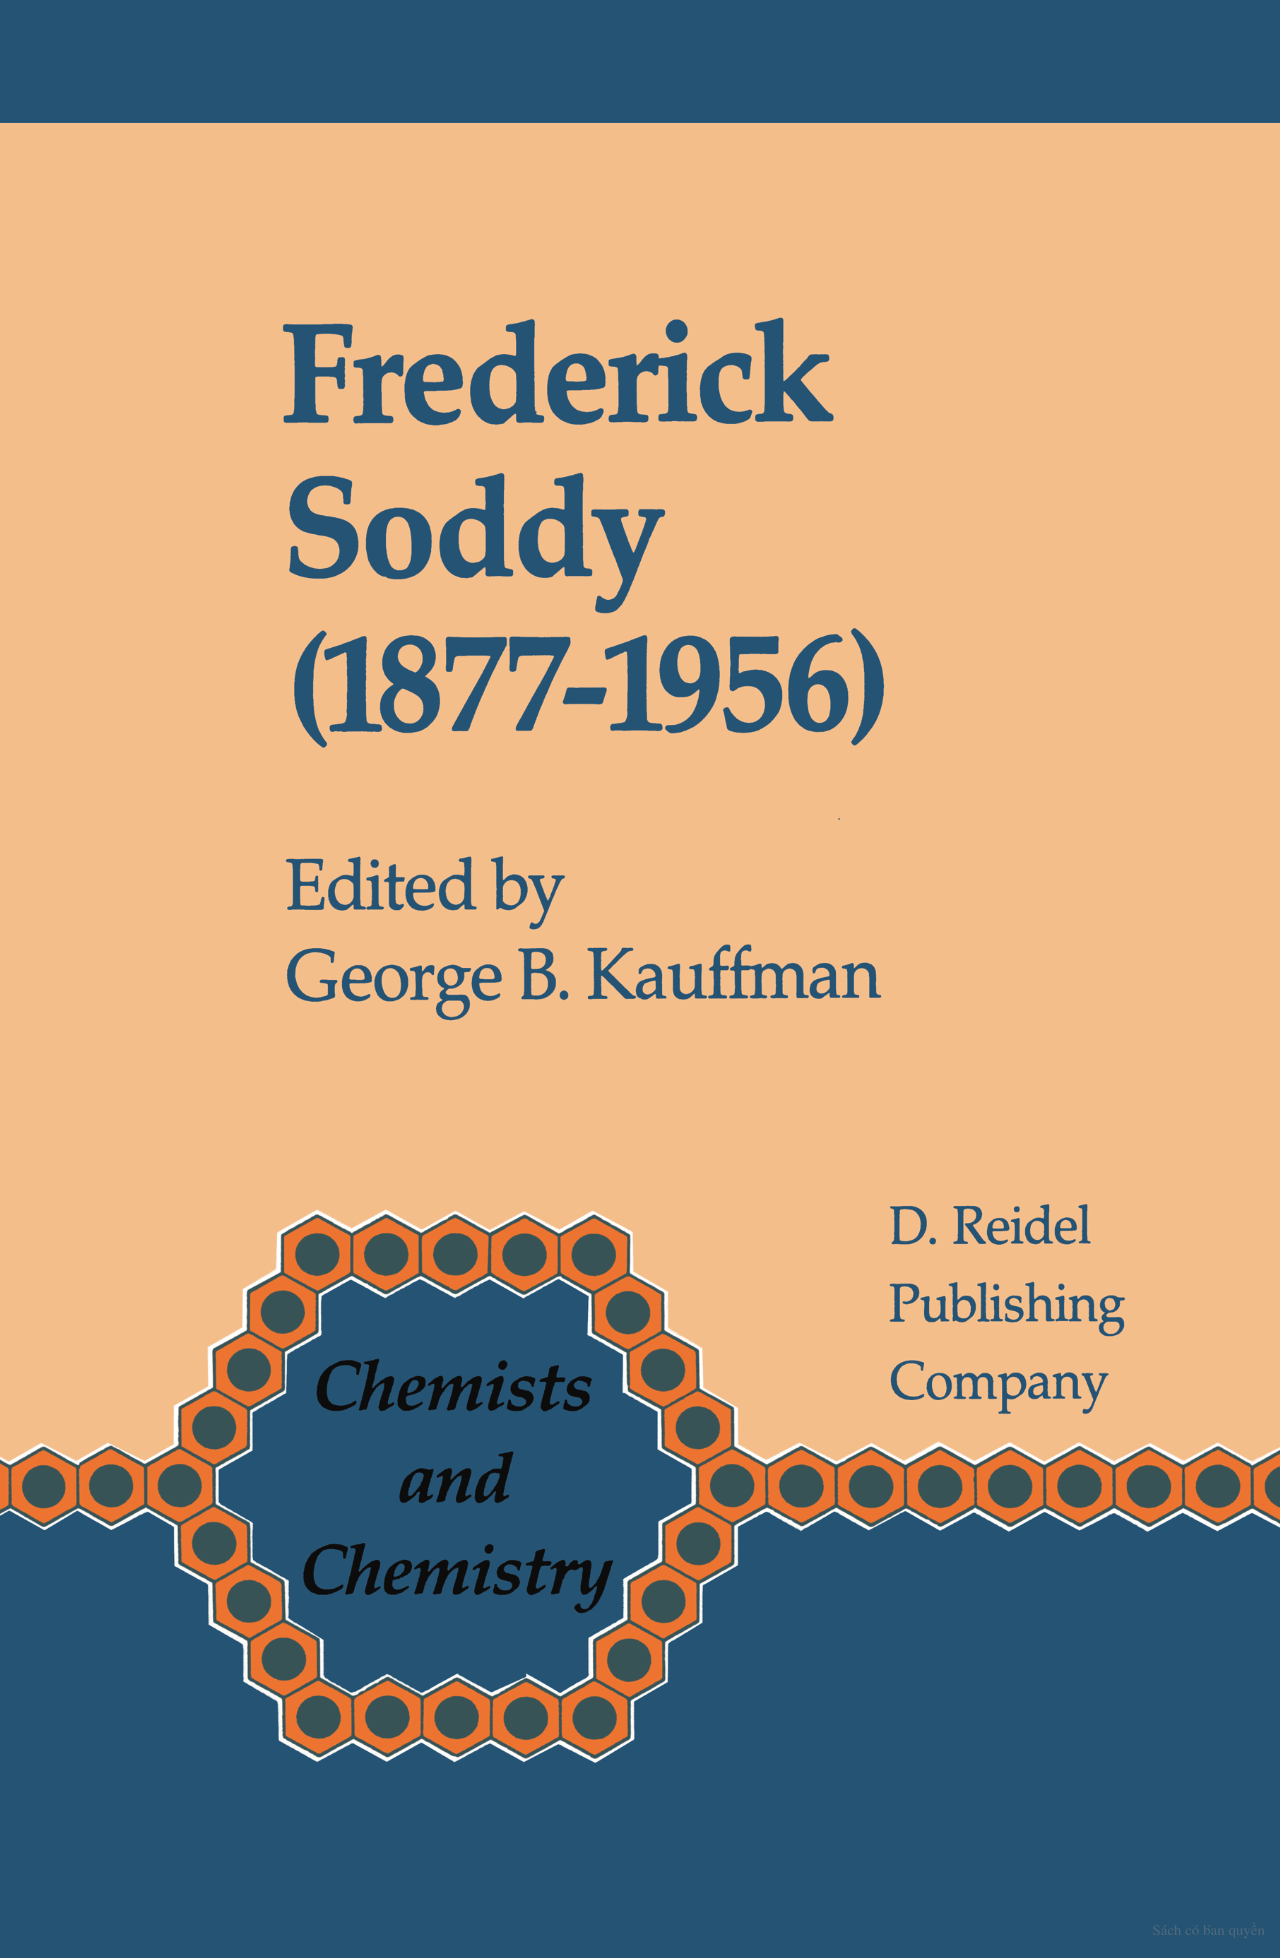 Frederick
Soddy
(1877-1956)
Edited by
George B. Kauffman
D. Reidel
Publishing
Company
Chemists
and
Chemistry
Sách có bản quyền